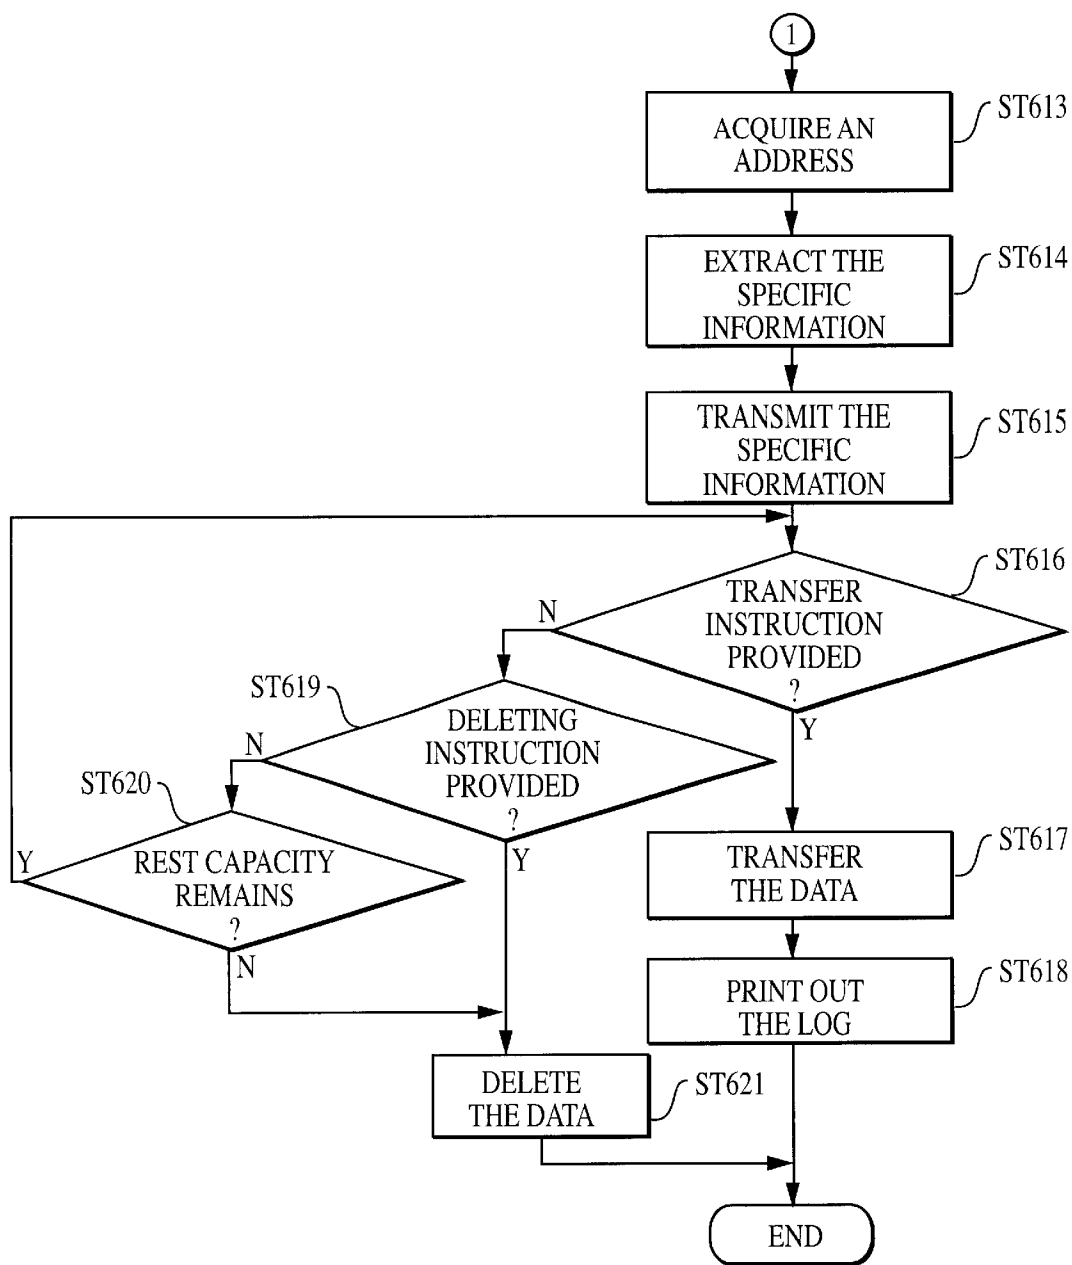 1
ACQUIRE AN
ADDRESS
ST613
EXTRACT THE
SPECIFIC
INFORMATION
ST614
TRANSMIT THE
SPECIFIC
INFORMATION
ST615
TRANSFER
INSTRUCTION
PROVIDED
?
ST616
N
Y
ST619
DELETING
INSTRUCTION
PROVIDED
?
N
Y
ST620
REST CAPACITY
REMAINS
?
Y
N
TRANSFER
THE DATA
ST617
PRINT OUT
THE LOG
ST618
DELETE
THE DATA
ST621
END